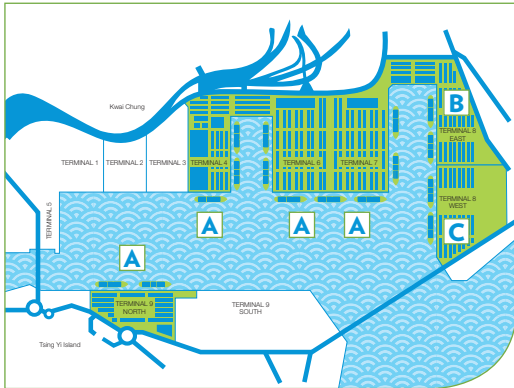 Kwai Chung
B
TERMINAL 8
EAST
TERMINAL 1
TERMINAL 2
TERMINAL 3
TERMINAL 4
TERMINAL 6
TERMINAL 7
TERMINAL 8
WEST
TERMINAL 5
A
A
A
C
A
TERMINAL 9
NORTH
TERMINAL 9
SOUTH
Tsing Yi Island